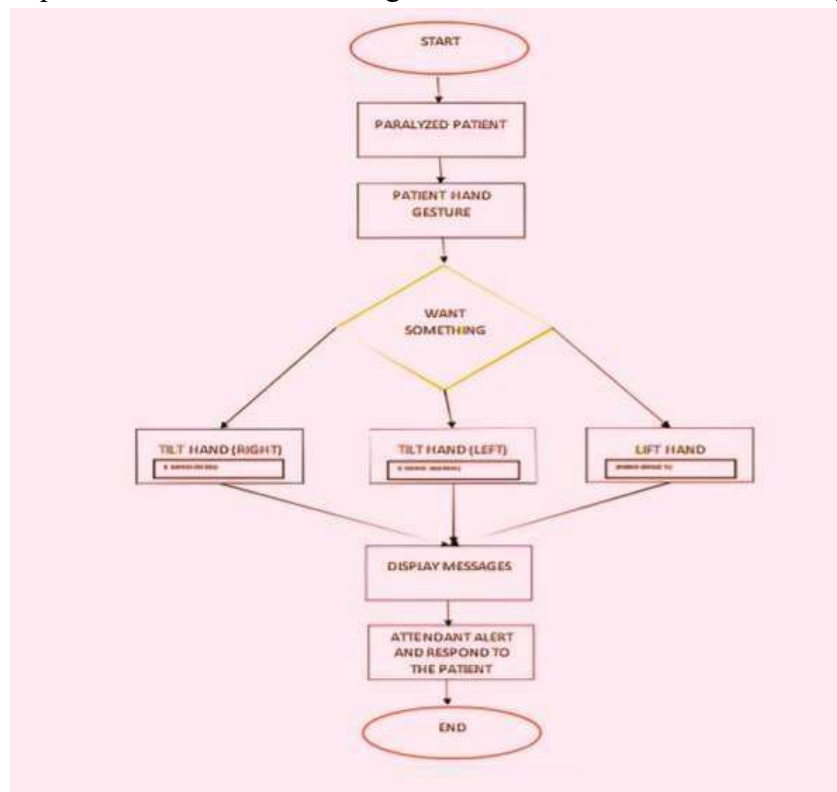 START
PARALYZED PATIENT
PATIENT HAND
GESTURE
WANT
SOMETHING
TILT HAND (RIGHT)
TILT HAND (LEFT)
LIFT HAND
DISPLAY MESSAGES
ATTENDANT ALERT
AND RESPOND TO
THE PATIENT
END